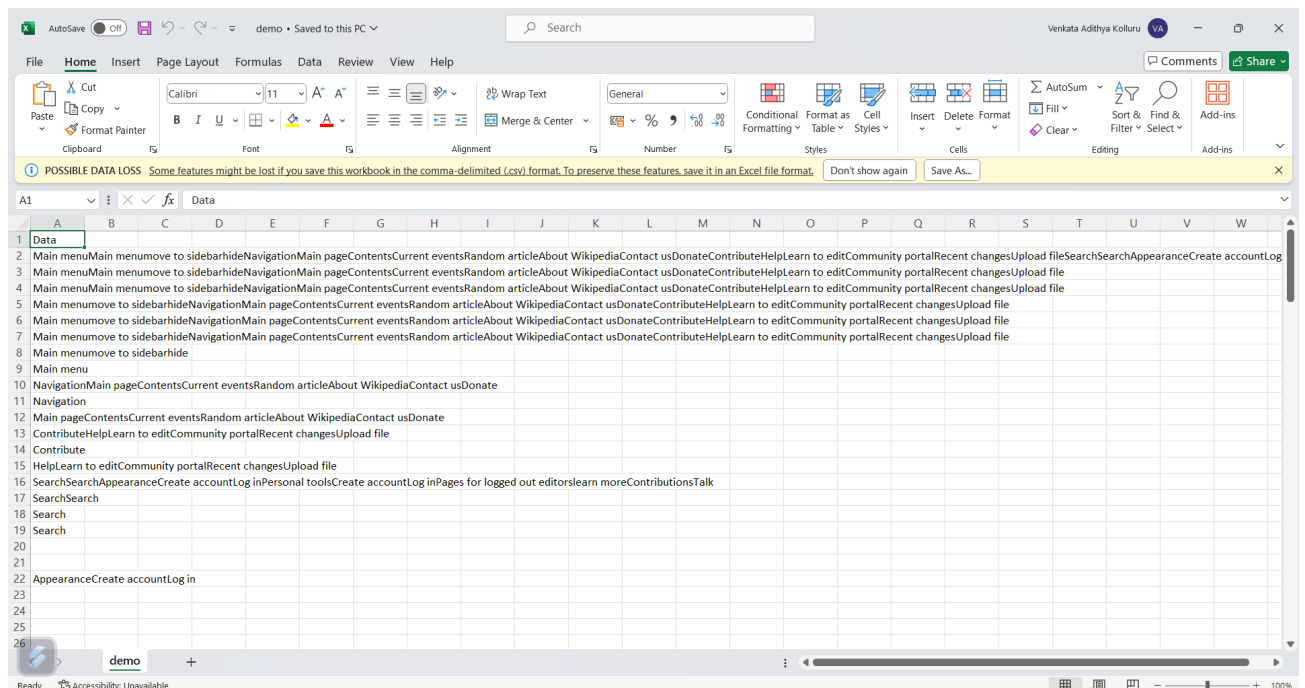 AutoSave Off demo • Saved to this PC Search Venkata Adithya Kolluru VA
File Home Insert Page Layout Formulas Data Review View Help Comments Share
Cut Calibri 11 A A Wrap Text General AutoSum
Paste Copy Conditional Format as Cell Insert Delete Format Fill Sort & Find & Add-ins
Format Painter B I U A Merge & Center % Formatting Table Styles Clear Filter Select
Clipboard Font Alignment Number Styles Cells Editing Add-ins
POSSIBLE DATA LOSS Some features might be lost if you save this workbook in the comma-delimited (.csv) format. To preserve these features, save it in an Excel file format. Don't show again Save As...
A1 fx Data
A B C D E F G H I J K L M N O P Q R S T U V W
1 Data
2 Main menuMain menumove to sidebarhideNavigationMain pageContentsCurrent eventsRandom articleAbout WikipediaContact usDonateContributeHelpLearn to editCommunity portalRecent changesUpload fileSearchSearchAppearanceCreate accountLog
3 Main menuMain menumove to sidebarhideNavigationMain pageContentsCurrent eventsRandom articleAbout WikipediaContact usDonateContributeHelpLearn to editCommunity portalRecent changesUpload file
4 Main menuMain menumove to sidebarhideNavigationMain pageContentsCurrent eventsRandom articleAbout WikipediaContact usDonateContributeHelpLearn to editCommunity portalRecent changesUpload file
5 Main menumove to sidebarhideNavigationMain pageContentsCurrent eventsRandom articleAbout WikipediaContact usDonateContributeHelpLearn to editCommunity portalRecent changesUpload file
6 Main menumove to sidebarhideNavigationMain pageContentsCurrent eventsRandom articleAbout WikipediaContact usDonateContributeHelpLearn to editCommunity portalRecent changesUpload file
7 Main menumove to sidebarhideNavigationMain pageContentsCurrent eventsRandom articleAbout WikipediaContact usDonateContributeHelpLearn to editCommunity portalRecent changesUpload file
8 Main menumove to sidebarhide
9 Main menu
10 NavigationMain pageContentsCurrent eventsRandom articleAbout WikipediaContact usDonate
11 Navigation
12 Main pageContentsCurrent eventsRandom articleAbout WikipediaContact usDonate
13 ContributeHelpLearn to editCommunity portalRecent changesUpload file
14 Contribute
15 HelpLearn to editCommunity portalRecent changesUpload file
16 SearchSearchAppearanceCreate accountLog inPersonal toolsCreate accountLog inPages for logged out editorslearn moreContributionsTalk
17 SearchSearch
18 Search
19 Search
20
21
22 AppearanceCreate accountLog in
23
24
25
26
demo +
Ready Accessibility: Unavailable 100%